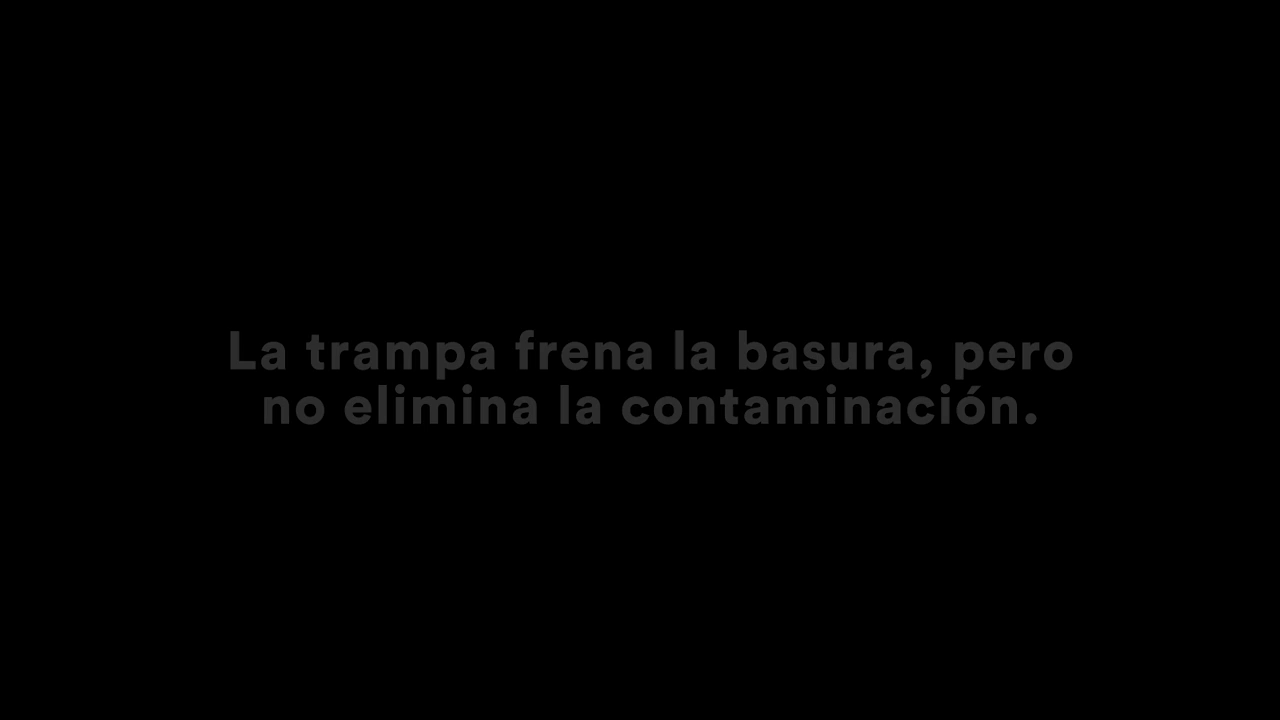 La trampa frena la basura, pero
no elimina la contaminación.